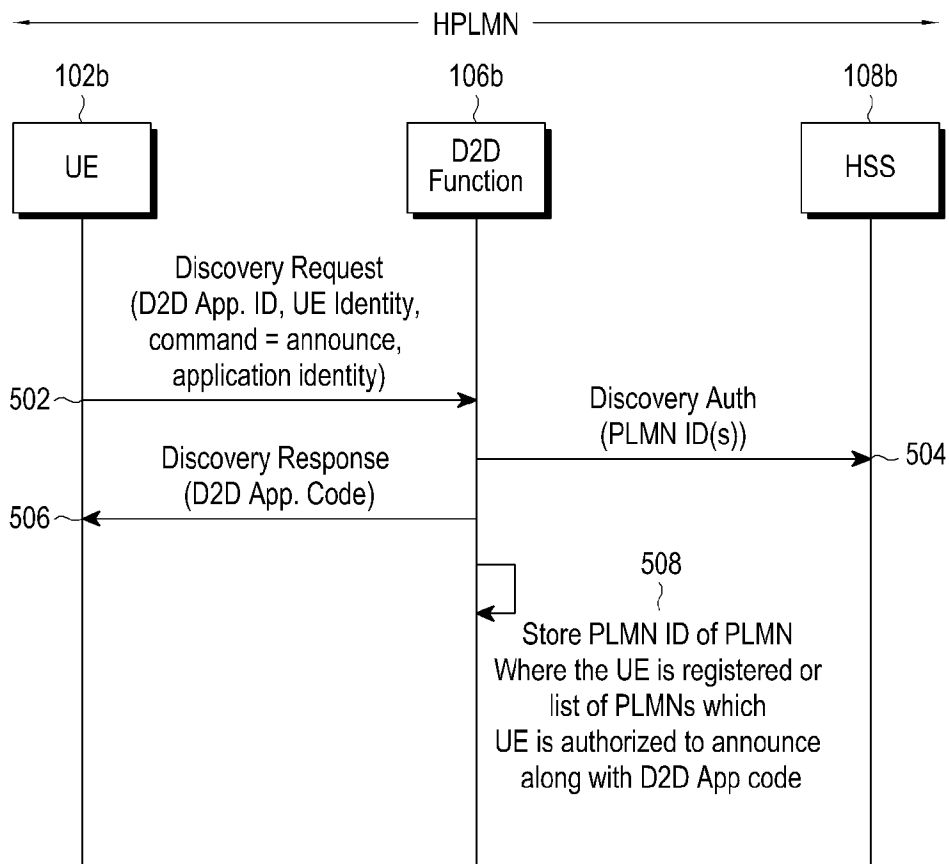 HPLMN
102b
106b
108b
UE
D2D
Function
HSS
Discovery Request
(D2D App. ID, UE Identity,
command = announce,
application identity)
502
Discovery Auth
(PLMN ID(s))
504
Discovery Response
(D2D App. Code)
506
508
Store PLMN ID of PLMN
Where the UE is registered or
list of PLMNs which
UE is authorized to announce
along with D2D App code